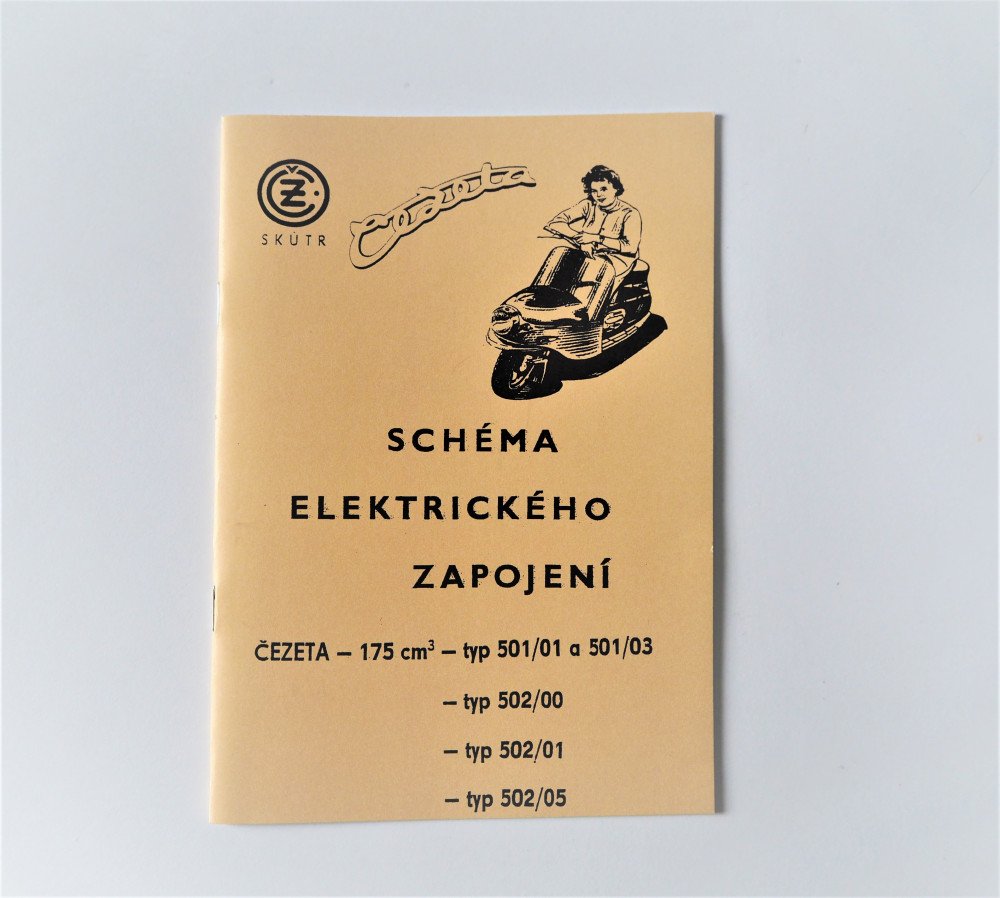 ČZ
SKÚTR
Čezeta
SCHÉMA
ELEKTRICKÉHO
ZAPOJENÍ
ČEZETA – 175 cm³ – typ 501/01 a 501/03
– typ 502/00
– typ 502/01
– typ 502/05